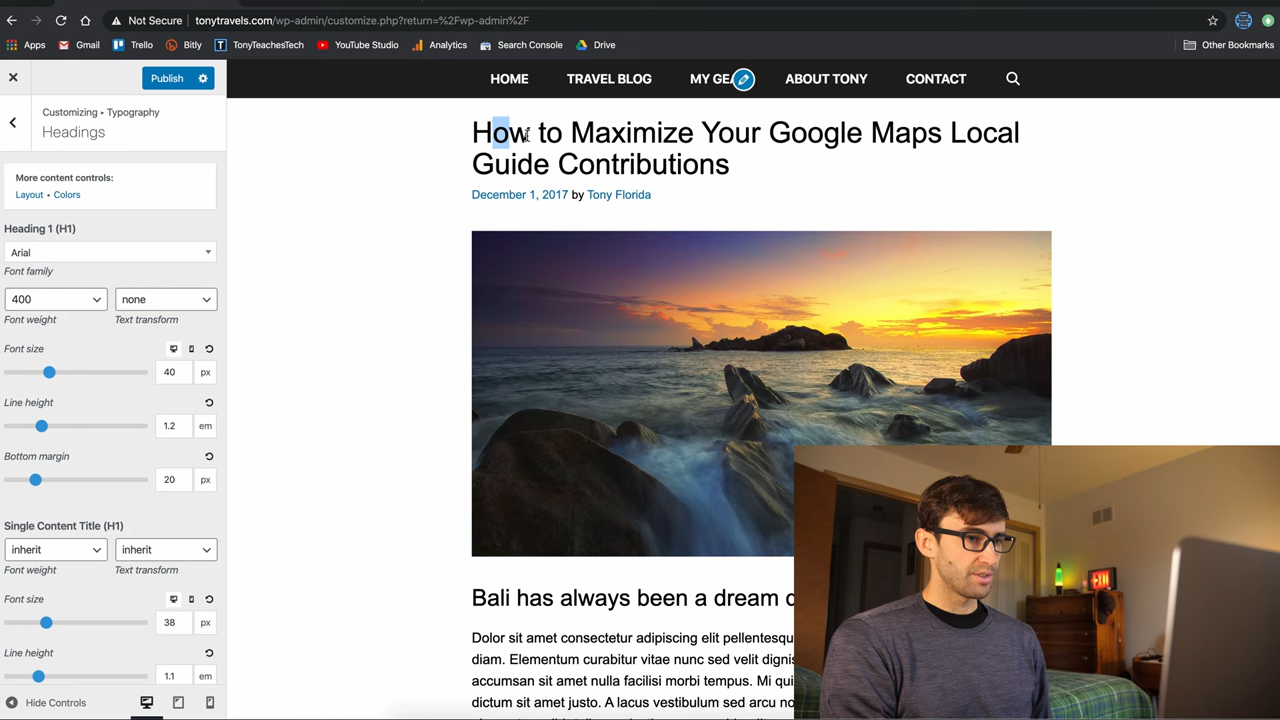 Not Secure tonytravels.com/wp-admin/customize.php?return=%2Fwp-admin%2F
Apps Gmail Trello Bitly TonyTeachesTech YouTube Studio Analytics Search Console Drive Other Bookmarks
Publish
Customizing ▸ Typography
Headings
More content controls:
Layout • Colors
Heading 1 (H1)
Arial
Font family
400 none
Font weight Text transform
Font size
40 px
Line height
1.2 em
Bottom margin
20 px
Single Content Title (H1)
inherit inherit
Font weight Text transform
Font size
38 px
Line height
1.1 em
Hide Controls
HOME TRAVEL BLOG MY GEA ABOUT TONY CONTACT
How to Maximize Your Google Maps Local
Guide Contributions
December 1, 2017 by Tony Florida
Bali has always been a dream
Dolor sit amet consectetur adipiscing elit pellentesqu
diam. Elementum curabitur vitae nunc sed velit dignis
accumsan sit amet nulla facilisi morbi tempus. Mi qui
dictum sit amet justo. A lacus vestibulum sed arcu no